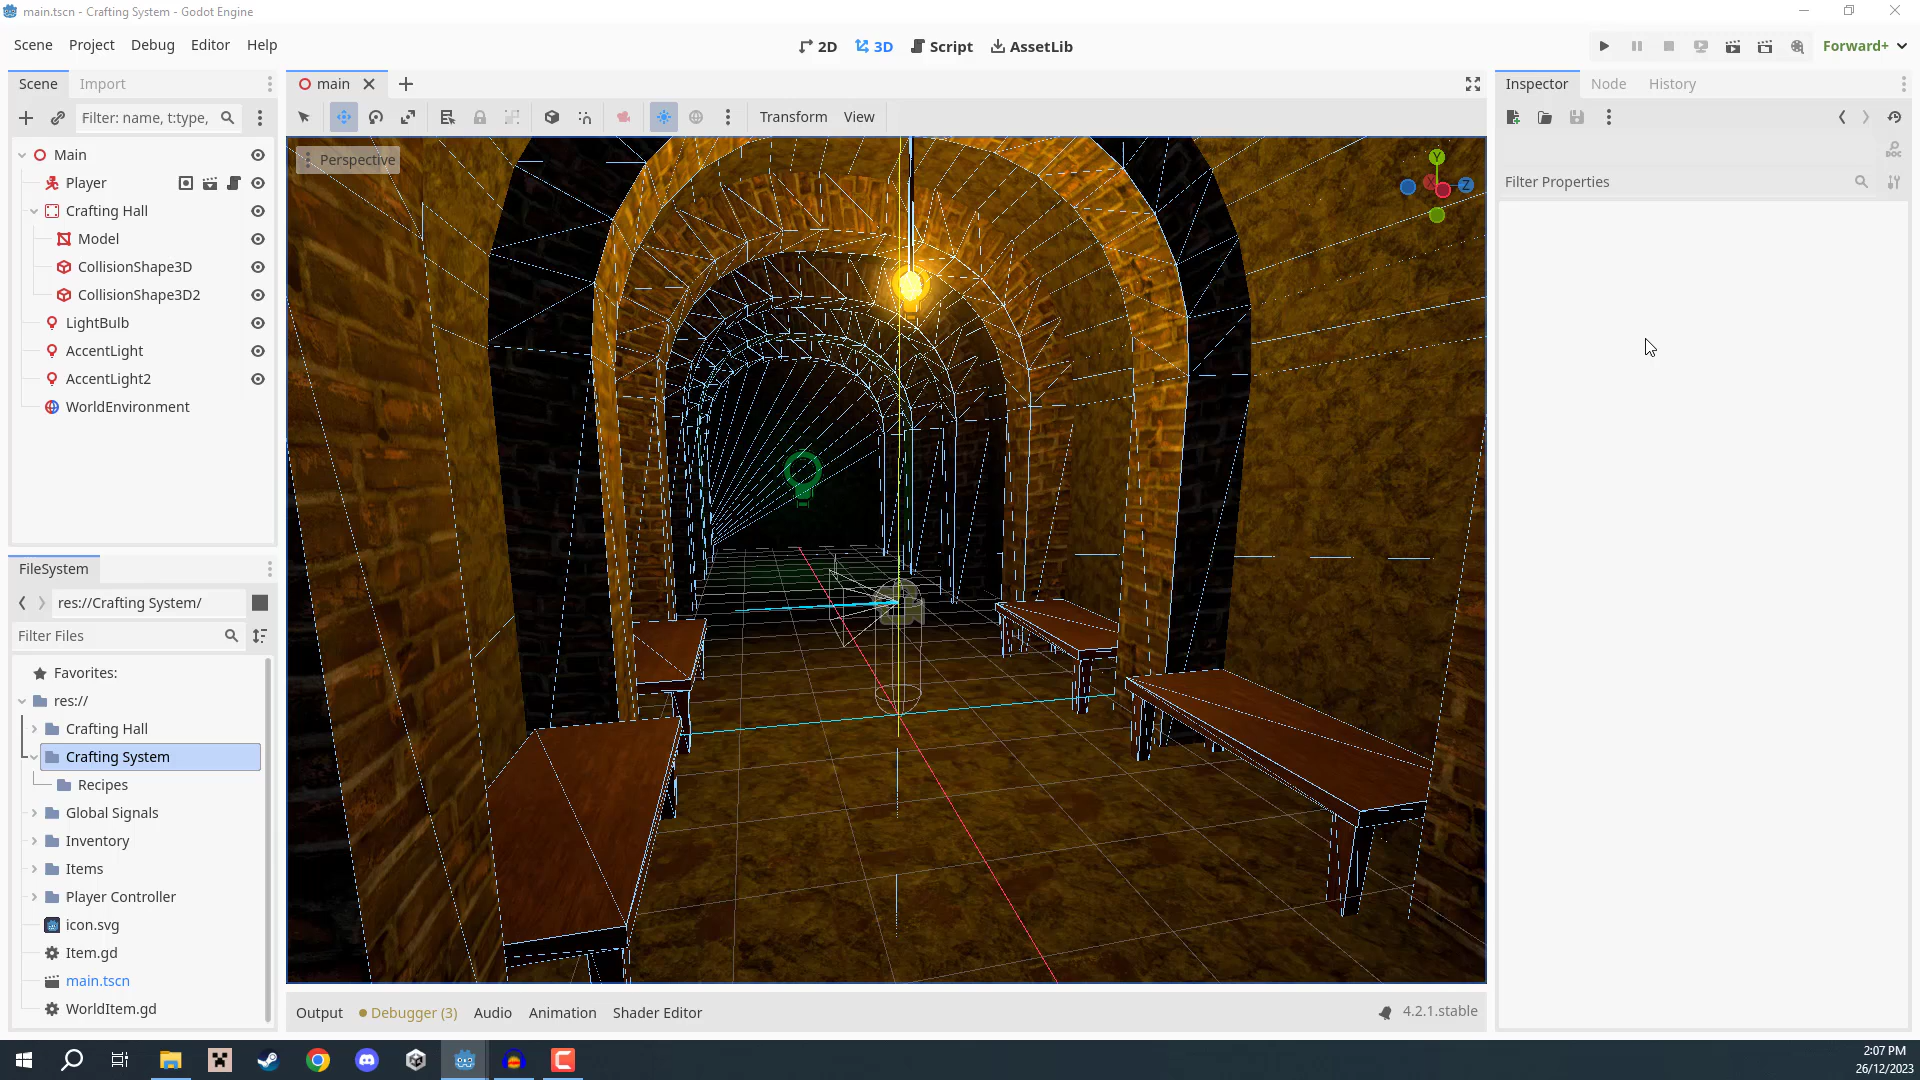 main.tscn - Crafting System - Godot Engine
Scene Project Debug Editor Help
2D 3D Script AssetLib
Forward+
Scene Import
Filter: name, t:type,
Main
Player
Crafting Hall
Model
CollisionShape3D
CollisionShape3D2
LightBulb
AccentLight
AccentLight2
WorldEnvironment
FileSystem
res://Crafting System/
Filter Files
Favorites:
res://
Crafting Hall
Crafting System
Recipes
Global Signals
Inventory
Items
Player Controller
icon.svg
Item.gd
main.tscn
WorldItem.gd
main
Transform View
Perspective
Y
X
Z
Output Debugger (3) Audio Animation Shader Editor
4.2.1.stable
Inspector Node History
DOC
Filter Properties
2:07 PM
26/12/2023